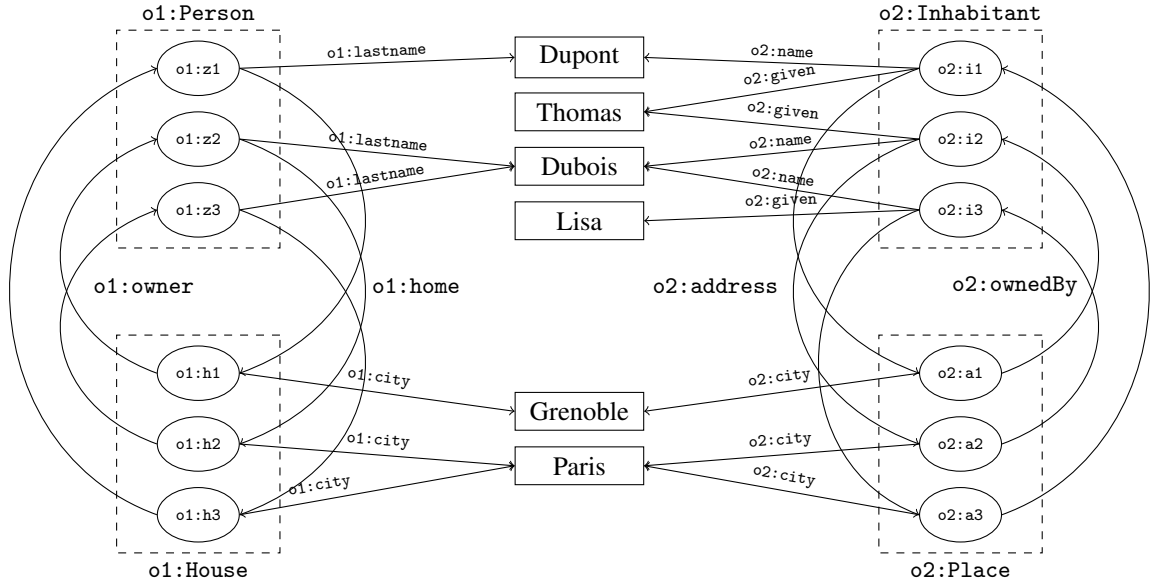 o1:Person
o2:Inhabitant
o1:z1
o1:lastname
Dupont
o2:name
o2:i1
o2:given
Thomas
o2:given
o1:z2
o1:lastname
o2:name
o2:i2
Dubois
o1:lastname
o2:name
o1:z3
o2:given
o2:i3
Lisa
o1:owner
o1:home
o2:address
o2:ownedBy
o1:h1
o1:city
o2:city
o2:a1
Grenoble
o1:h2
o1:city
o2:city
o2:a2
Paris
o1:city
o2:city
o1:h3
o2:a3
o1:House
o2:Place